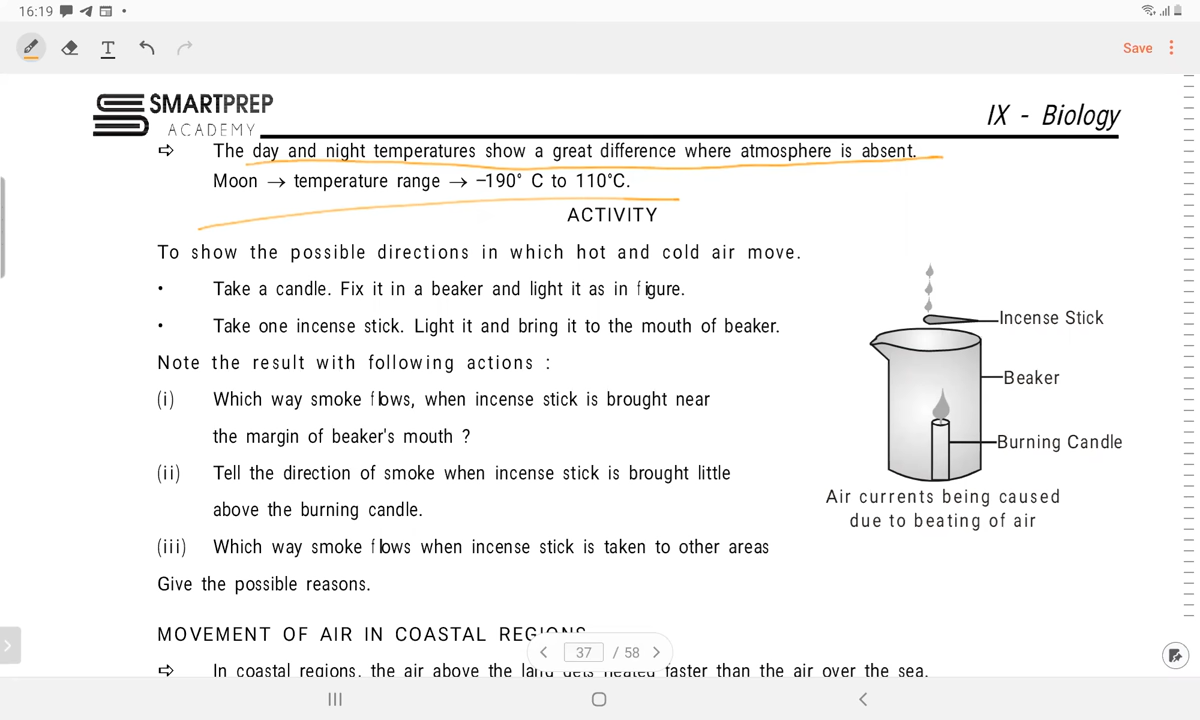 16:19
T
Save
SMARTPREP
ACADEMY
IX - Biology
⇨ The day and night temperatures show a great difference where atmosphere is absent.
Moon → temperature range → −190° C to 110°C.
ACTIVITY
To show the possible directions in which hot and cold air move.
• Take a candle. Fix it in a beaker and light it as in figure.
• Take one incense stick. Light it and bring it to the mouth of beaker.
Note the result with following actions :
(i) Which way smoke flows, when incense stick is brought near
the margin of beaker's mouth ?
(ii) Tell the direction of smoke when incense stick is brought little
above the burning candle.
(iii) Which way smoke flows when incense stick is taken to other areas
Give the possible reasons.
Incense Stick
Beaker
Burning Candle
Air currents being caused
due to beating of air
MOVEMENT OF AIR IN COASTAL REGIONS
37 / 58
⇨ In coastal regions, the air above the land gets heated faster than the air over the sea.